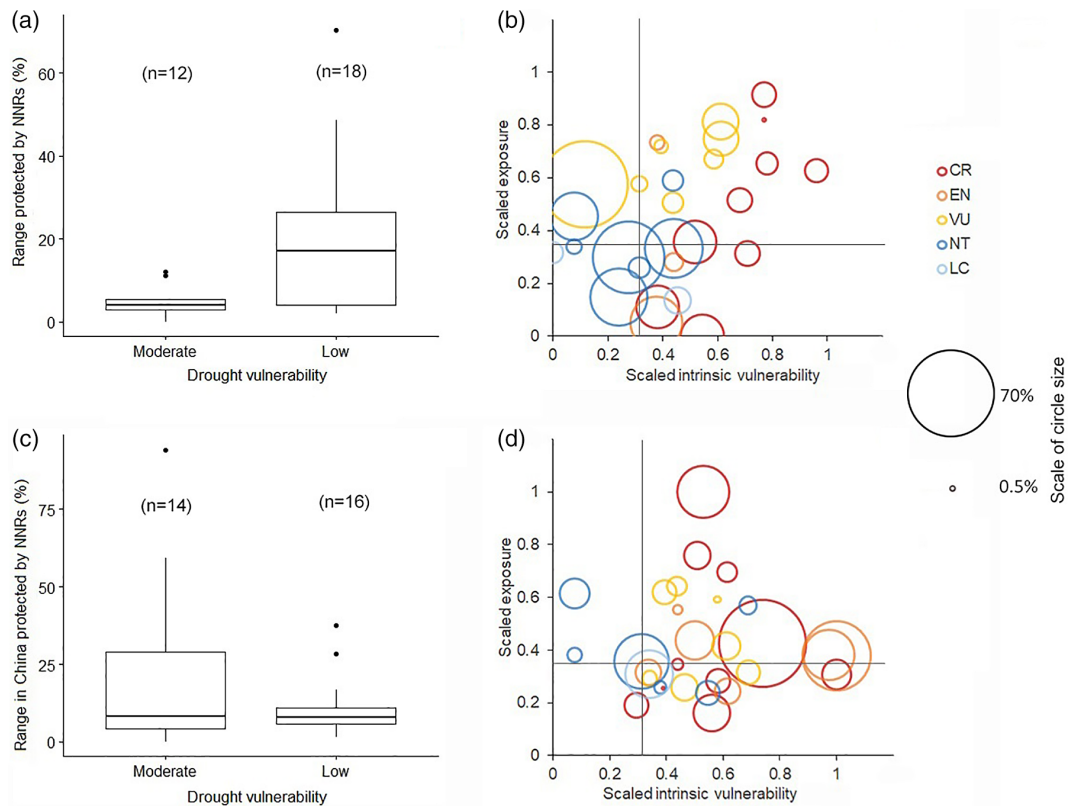 (a)
Range protected by NNRs (%)
60
40
20
0
(n=12)
(n=18)
Moderate
Low
Drought vulnerability
(b)
Scaled exposure
1
0.8
0.6
0.4
0.2
0
0
0.2
0.4
0.6
0.8
1
Scaled intrinsic vulnerability
CR
EN
VU
NT
LC
70%
0.5%
Scale of circle size
(c)
Range in China protected by NNRs (%)
75
50
25
0
(n=14)
(n=16)
Moderate
Low
Drought vulnerability
(d)
Scaled exposure
1
0.8
0.6
0.4
0.2
0
0
0.2
0.4
0.6
0.8
1
Scaled intrinsic vulnerability